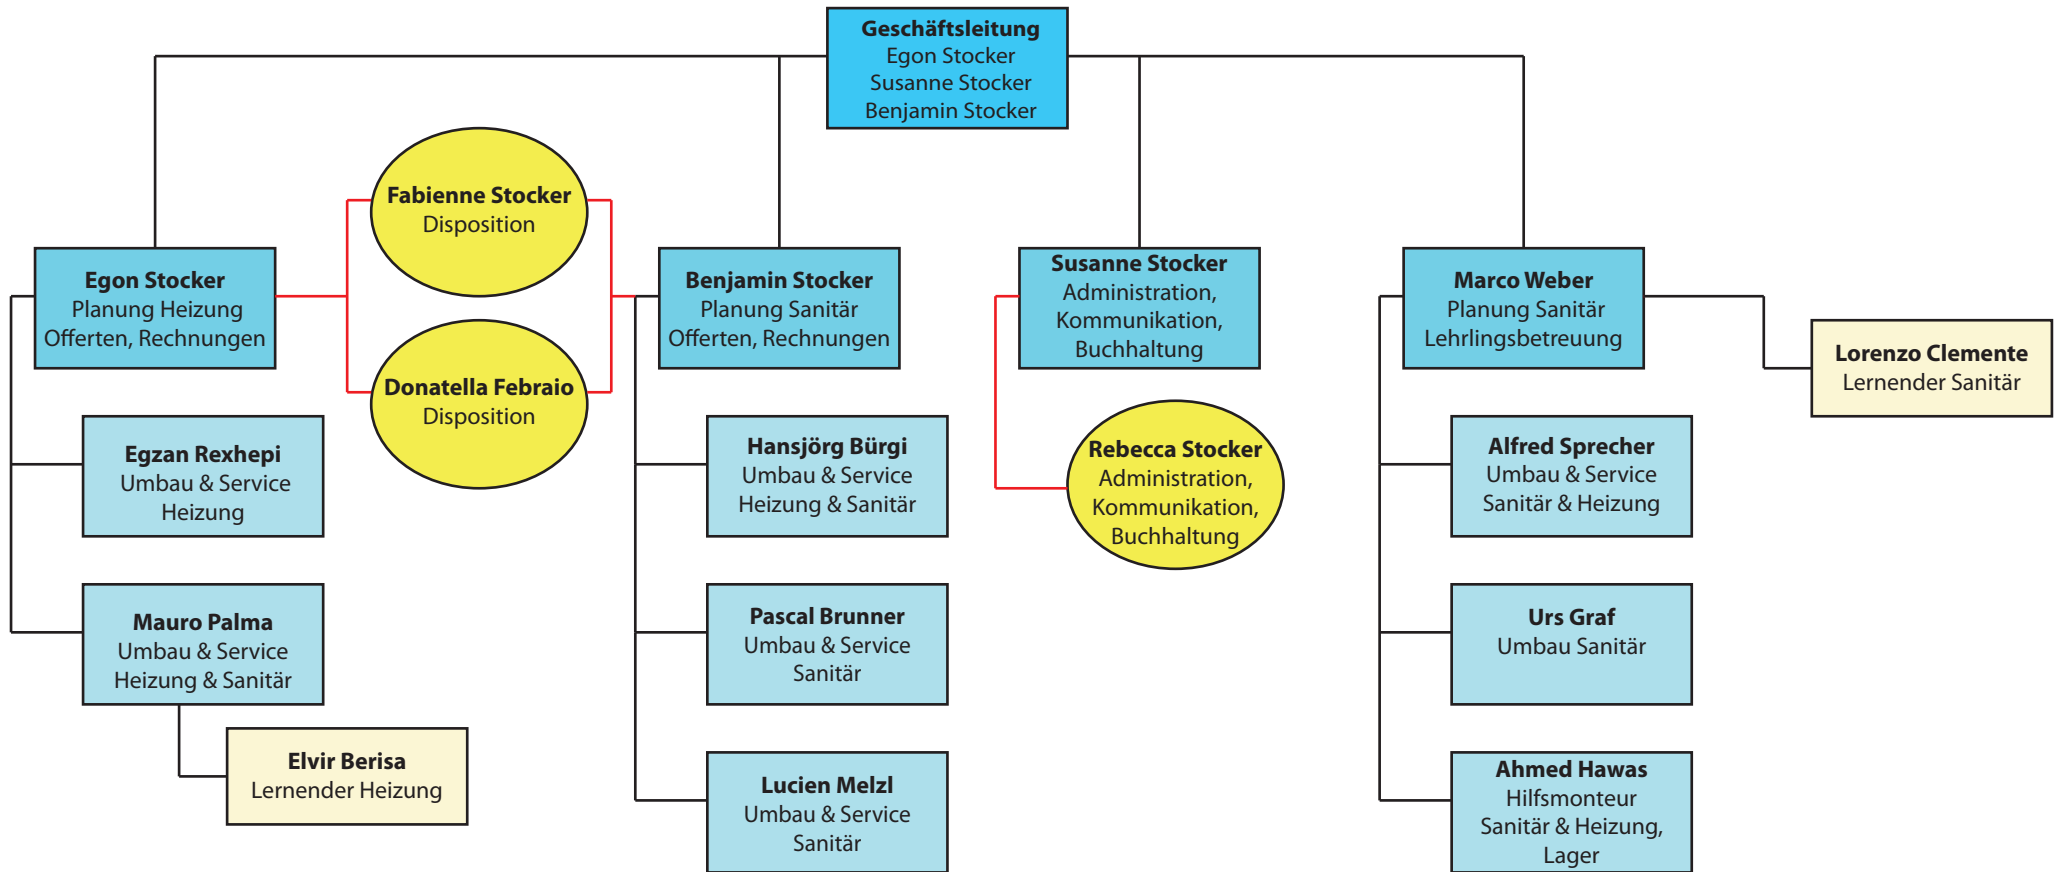 Geschäftsleitung
Egon Stocker
Susanne Stocker
Benjamin Stocker
Fabienne Stocker
Disposition
Donatella Febraio
Disposition
Egon Stocker
Planung Heizung
Offerten, Rechnungen
Benjamin Stocker
Planung Sanitär
Offerten, Rechnungen
Susanne Stocker
Administration,
Kommunikation,
Buchhaltung
Marco Weber
Planung Sanitär
Lehrlingsbetreuung
Lorenzo Clemente
Lernender Sanitär
Egzan Rexhepi
Umbau & Service
Heizung
Hansjörg Bürgi
Umbau & Service
Heizung & Sanitär
Rebecca Stocker
Administration,
Kommunikation,
Buchhaltung
Alfred Sprecher
Umbau & Service
Sanitär & Heizung
Mauro Palma
Umbau & Service
Heizung & Sanitär
Pascal Brunner
Umbau & Service
Sanitär
Urs Graf
Umbau Sanitär
Elvir Berisa
Lernender Heizung
Lucien Melzl
Umbau & Service
Sanitär
Ahmed Hawas
Hilfsmonteur
Sanitär & Heizung,
Lager